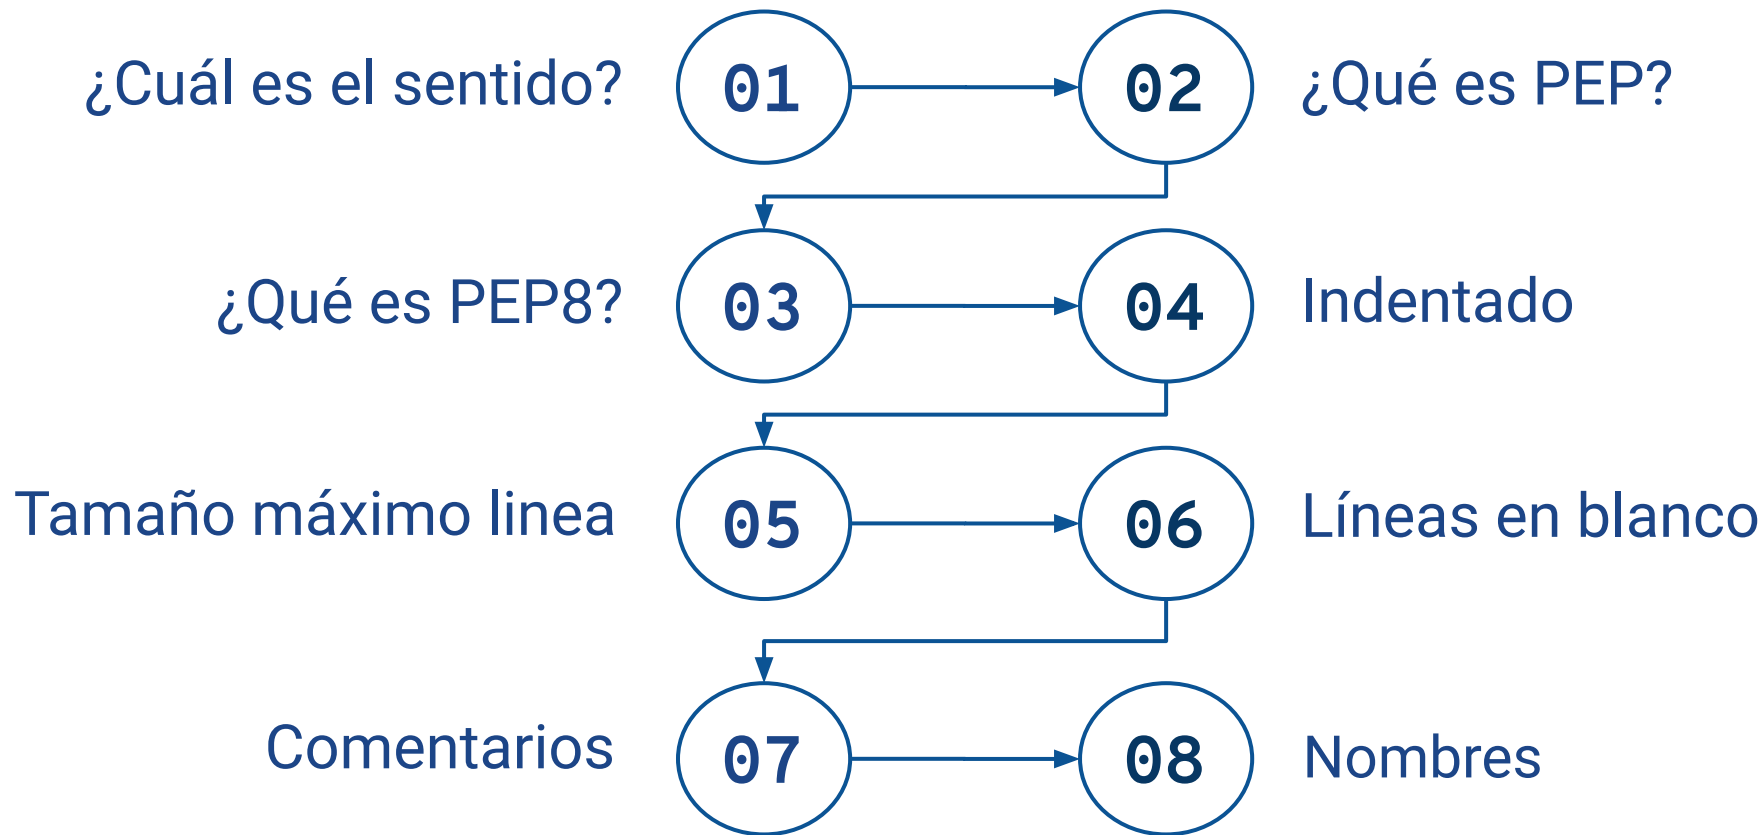 ¿Cuál es el sentido?
01
02
¿Qué es PEP?
¿Qué es PEP8?
03
04
Indentado
Tamaño máximo linea
05
06
Líneas en blanco
Comentarios
07
08
Nombres